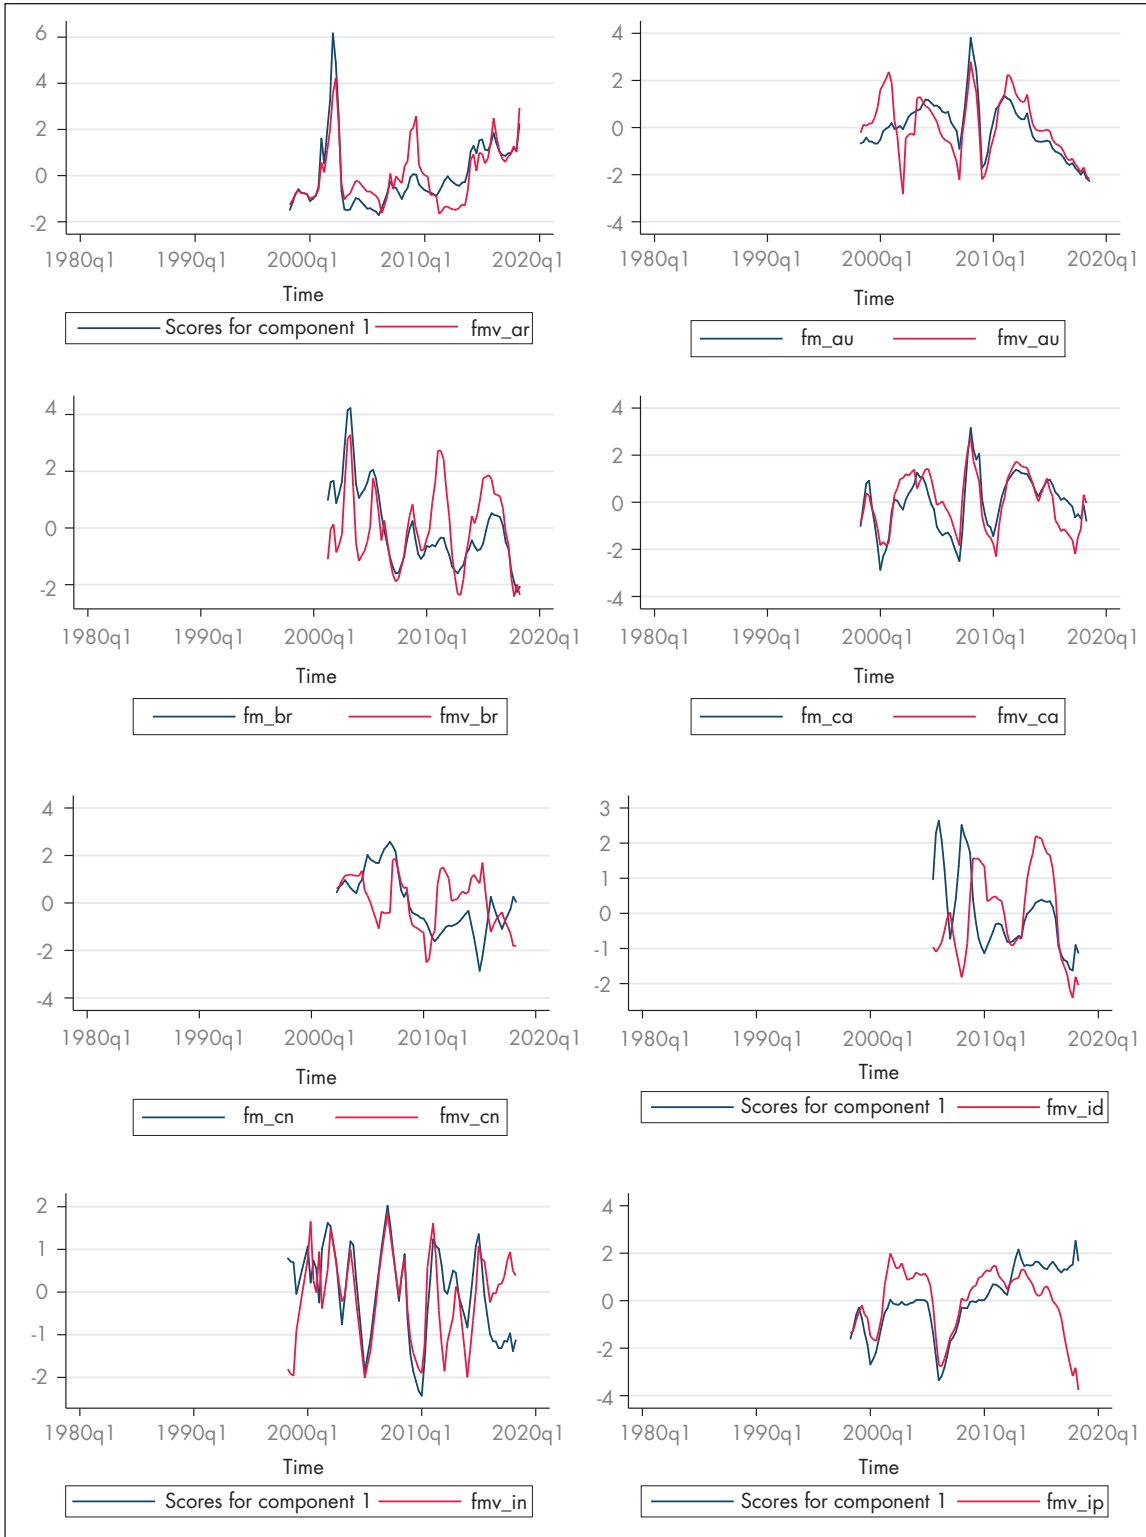 6
4
2
0
-2
1980q1 1990q1 2000q1 2010q1 2020q1
Time
Scores for component 1 fmv_ar
4
2
0
-2
-4
1980q1 1990q1 2000q1 2010q1 2020q1
Time
fm_au fmv_au
4
2
0
-2
1980q1 1990q1 2000q1 2010q1 2020q1
Time
fm_br fmv_br
4
2
0
-2
-4
1980q1 1990q1 2000q1 2010q1 2020q1
Time
fm_ca fmv_ca
4
2
0
-2
-4
1980q1 1990q1 2000q1 2010q1 2020q1
Time
fm_cn fmv_cn
3
2
1
0
-1
-2
1980q1 1990q1 2000q1 2010q1 2020q1
Time
Scores for component 1 fmv_id
2
1
0
-1
-2
1980q1 1990q1 2000q1 2010q1 2020q1
Time
Scores for component 1 fmv_in
4
2
0
-2
-4
1980q1 1990q1 2000q1 2010q1 2020q1
Time
Scores for component 1 fmv_ip